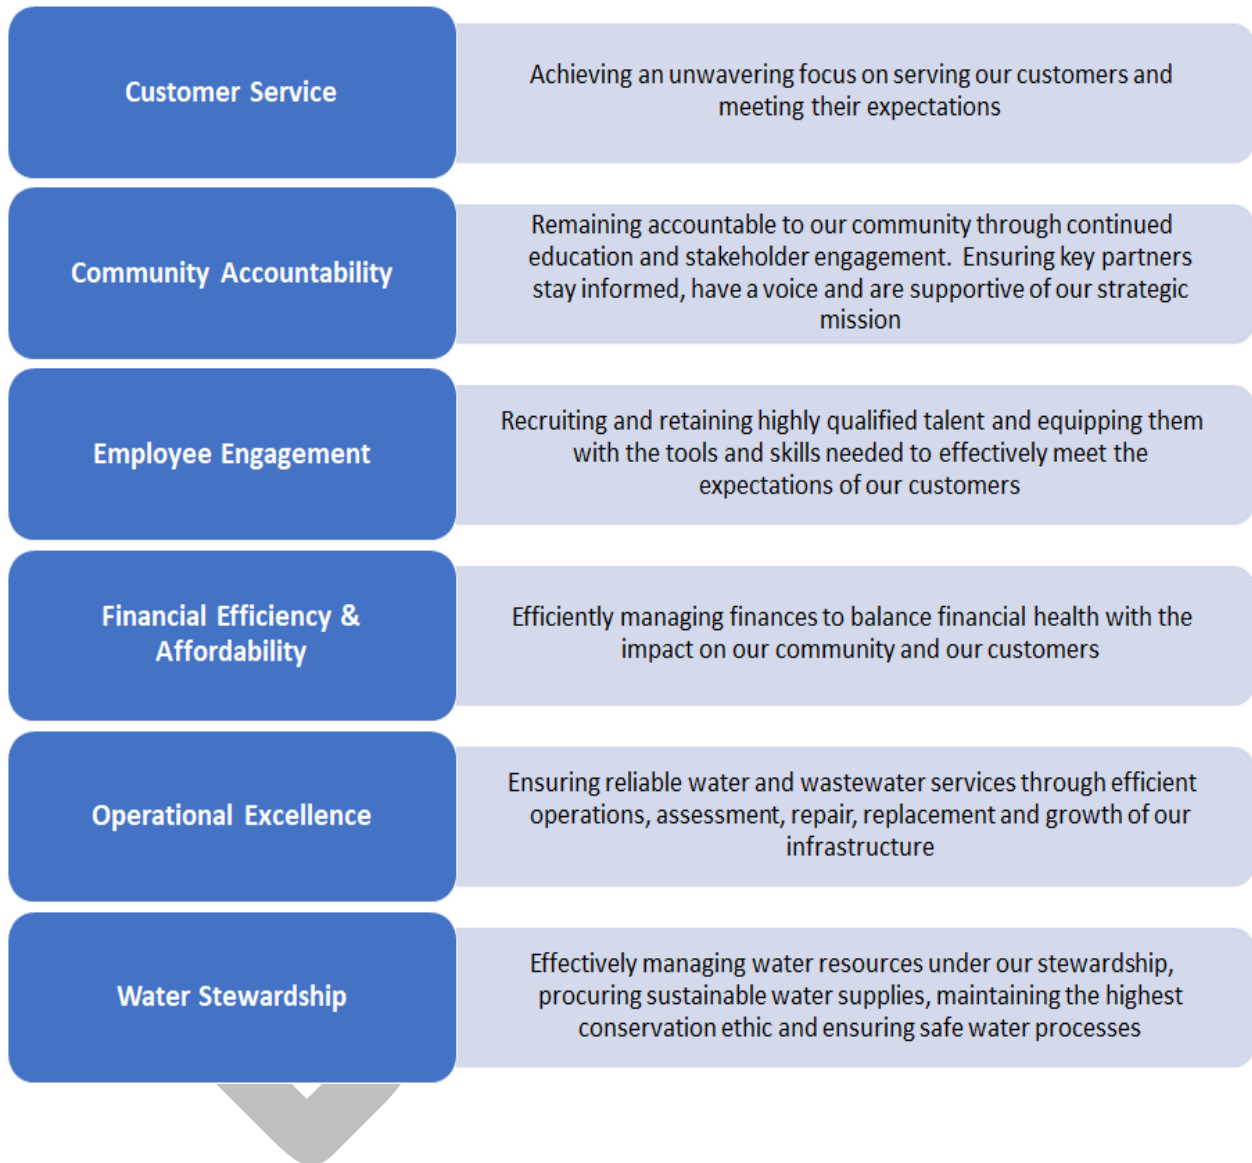 Customer Service
Achieving an unwavering focus on serving our customers and
meeting their expectations
Community Accountability
Remaining accountable to our community through continued
education and stakeholder engagement.  Ensuring key partners
stay informed, have a voice and are supportive of our strategic
mission
Employee Engagement
Recruiting and retaining highly qualified talent and equipping them
with the tools and skills needed to effectively meet the
expectations of our customers
Financial Efficiency &
Affordability
Efficiently managing finances to balance financial health with the
impact on our community and our customers
Operational Excellence
Ensuring reliable water and wastewater services through efficient
operations, assessment, repair, replacement and growth of our
infrastructure
Water Stewardship
Effectively managing water resources under our stewardship,
procuring sustainable water supplies, maintaining the highest
conservation ethic and ensuring safe water processes